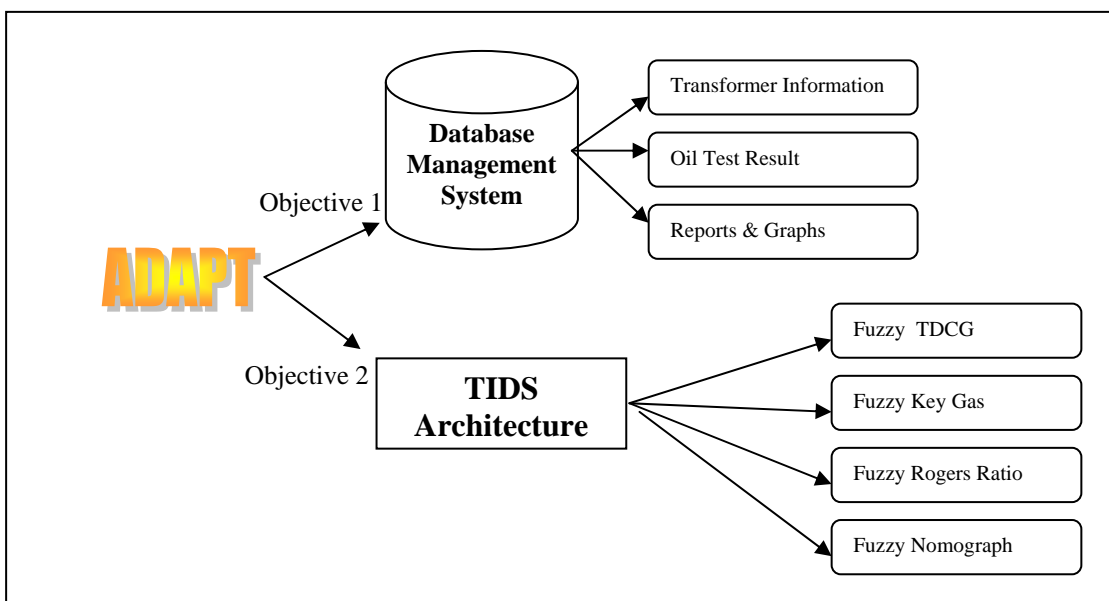 Database
Management
System
Transformer Information
Oil Test Result
Reports & Graphs
Objective 1
ADAPT
Objective 2
TIDS
Architecture
Fuzzy TDCG
Fuzzy Key Gas
Fuzzy Rogers Ratio
Fuzzy Nomograph